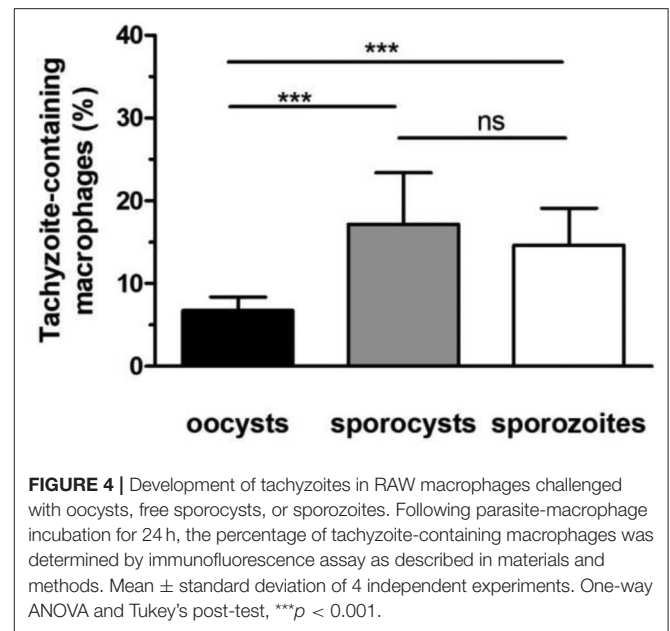 40
30
20
10
0
Tachyzoite-containing
macrophages (%)
***
***
ns
oocysts sporocysts sporozoites
FIGURE 4 | Development of tachyzoites in RAW macrophages challenged
with oocysts, free sporocysts, or sporozoites. Following parasite-macrophage
incubation for 24 h, the percentage of tachyzoite-containing macrophages was
determined by immunofluorescence assay as described in materials and
methods. Mean ± standard deviation of 4 independent experiments. One-way
ANOVA and Tukey's post-test, ***p < 0.001.